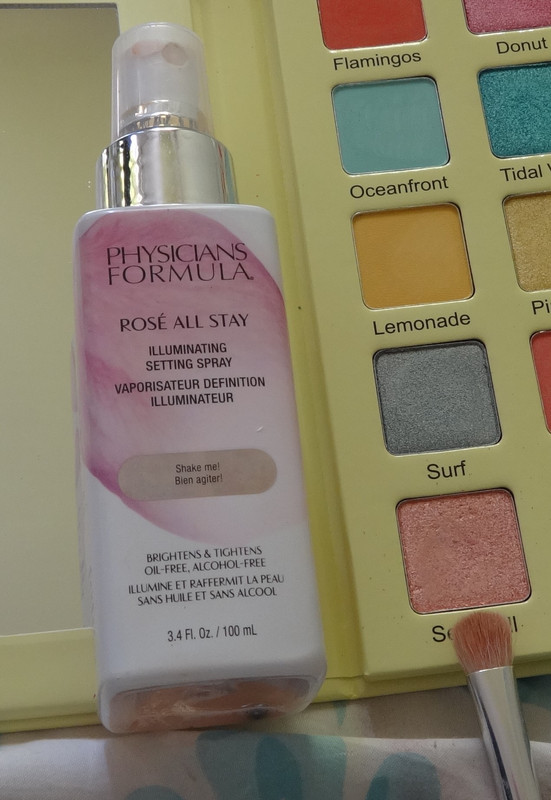 PHYSICIANS
FORMULA.
ROSÉ ALL STAY
ILLUMINATING
SETTING SPRAY
VAPORISATEUR DEFINITION
ILLUMINATEUR
Shake me!
Bien agiter!
BRIGHTENS & TIGHTENS
OIL-FREE, ALCOHOL-FREE
ILLUMINE ET RAFFERMIT LA PEAU
SANS HUILE ET SANS ALCOOL
3.4 Fl. Oz. / 100 mL
Flamingos
Donut
Oceanfront
Tidal
Lemonade
Surf